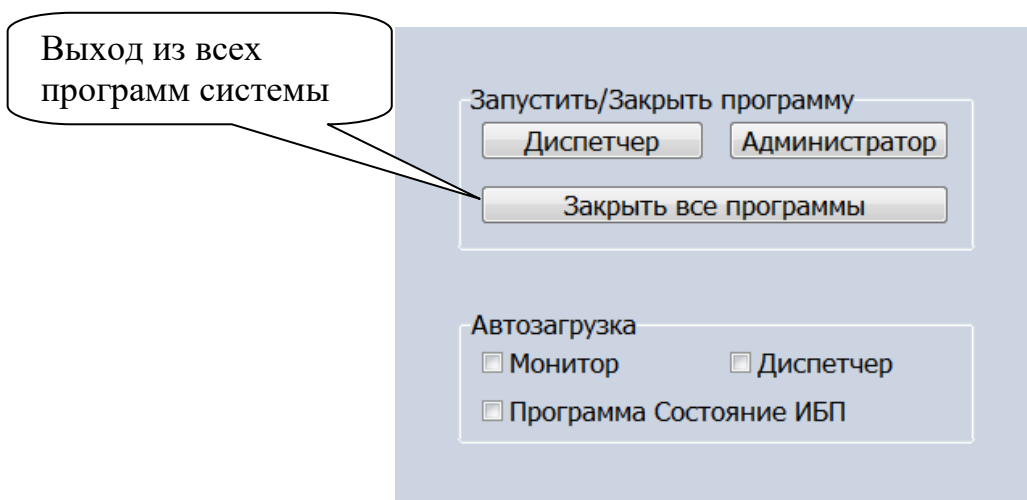 Выход из всех
программ системы
Запустить/Закрыть программу
Диспетчер
Администратор
Закрыть все программы
Автозагрузка
Монитор
Диспетчер
Программа Состояние ИБП